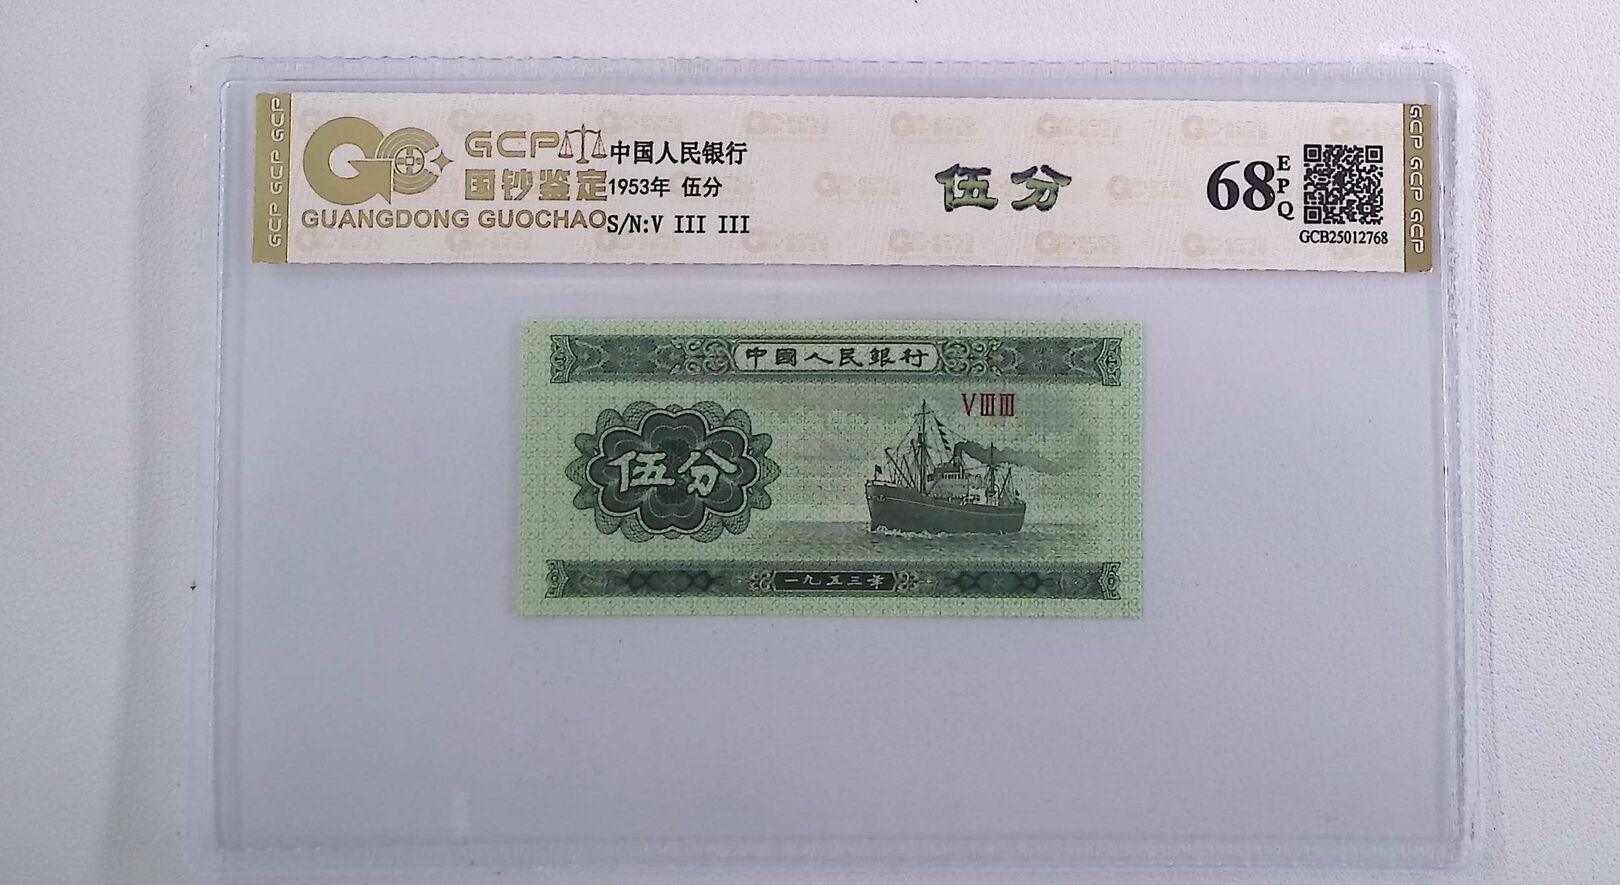 GCP GCP GCP
GCP
国钞鉴定
GUANGDONG GUOCHAO
中国人民银行
1953年 伍分
S/N:V III III
伍分
68
EPQ
GCB25012768
GCP GCP GCP
中國人民銀行
VⅢⅢ
伍分
一九五三年